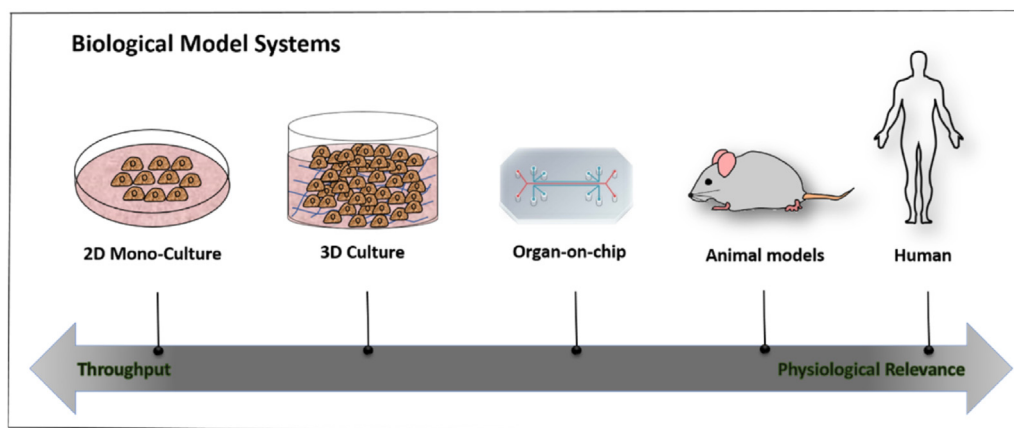 Biological Model Systems
2D Mono-Culture
3D Culture
Organ-on-chip
Animal models
Human
Throughput
Physiological Relevance